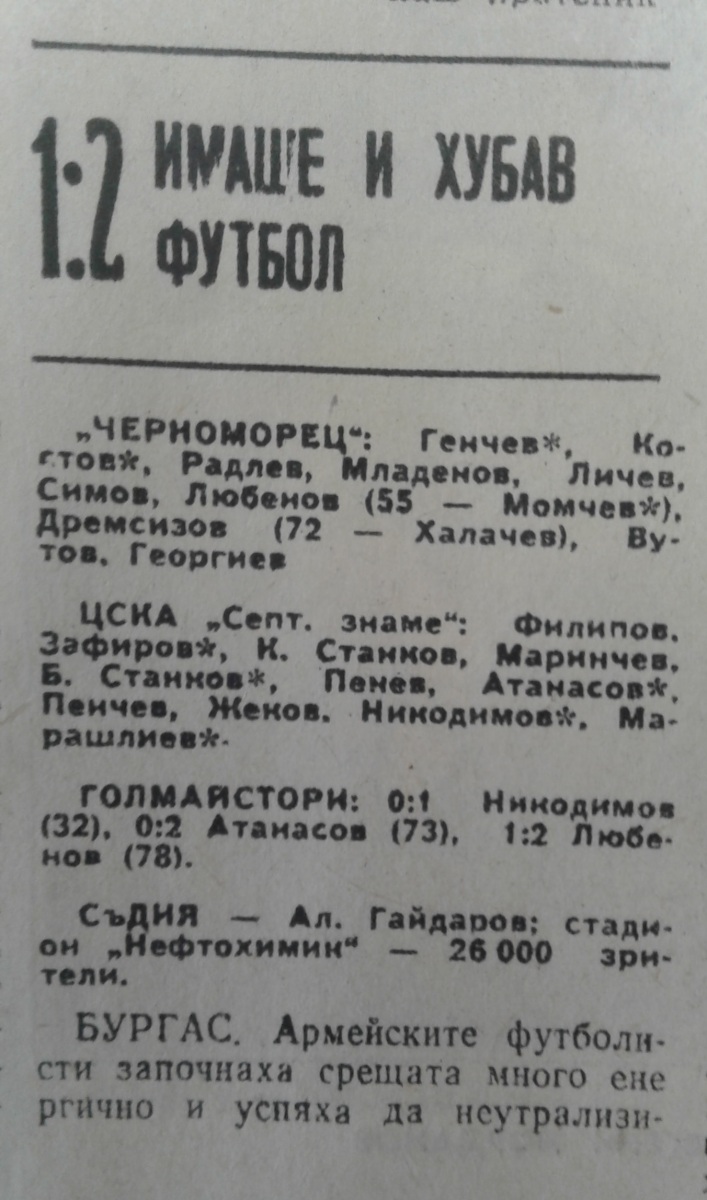 1:2 ИМАШЕ И ХУБАВ
ФУТБОЛ
„ЧЕРНОМОРЕЦ“: Генчев*, Ко-
стов*, Радлев, Младенов, Личев,
Симов, Любенов (55 — Момчев*),
Дремсизов (72 — Халачев), Ву-
тов, Георгиев
ЦСКА „Септ. знаме“: Филипов,
Зафиров*, К. Станков, Маринчев,
Б. Станков*, Пенев, Атанасов*,
Пенчев, Жеков, Никодимов*, Ма-
рашлиев*.
ГОЛМАЙСТОРИ: 0:1 Никодимов
(32), 0:2 Атанасов (73), 1:2 Любе-
нов (78).
СЪДИЯ — Ал. Гайдаров; стади-
он „Нефтохимик“ — 26 000 зри-
тели.
БУРГАС. Армейските футболи-
сти започнаха срещата много ене
ргично и успяха да неутрализи-